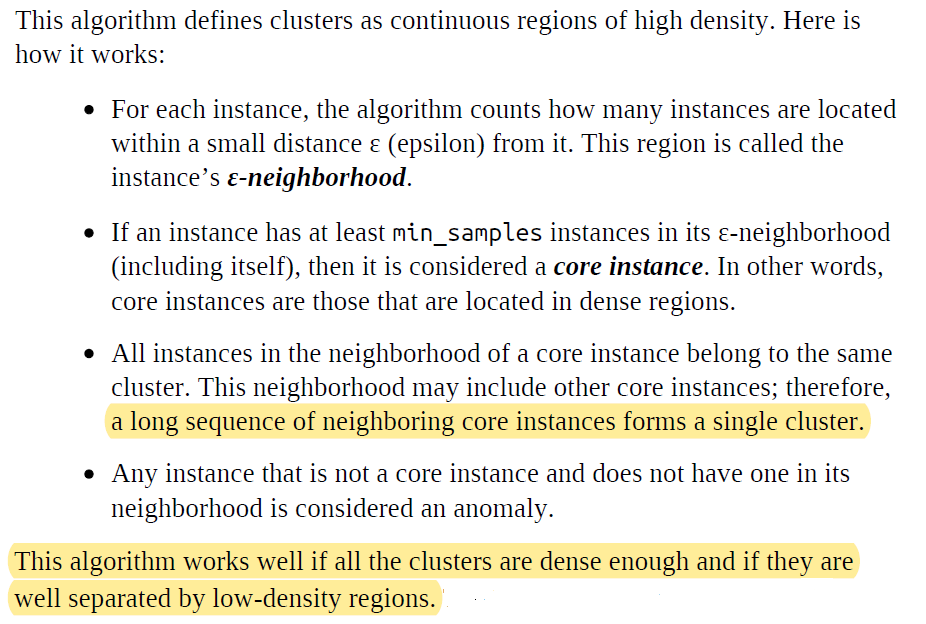 This algorithm defines clusters as continuous regions of high density. Here is
how it works:
• For each instance, the algorithm counts how many instances are located
within a small distance ε (epsilon) from it. This region is called the
instance’s ε-neighborhood.
• If an instance has at least min_samples instances in its ε-neighborhood
(including itself), then it is considered a core instance. In other words,
core instances are those that are located in dense regions.
• All instances in the neighborhood of a core instance belong to the same
cluster. This neighborhood may include other core instances; therefore,
a long sequence of neighboring core instances forms a single cluster.
• Any instance that is not a core instance and does not have one in its
neighborhood is considered an anomaly.
This algorithm works well if all the clusters are dense enough and if they are
well separated by low-density regions.